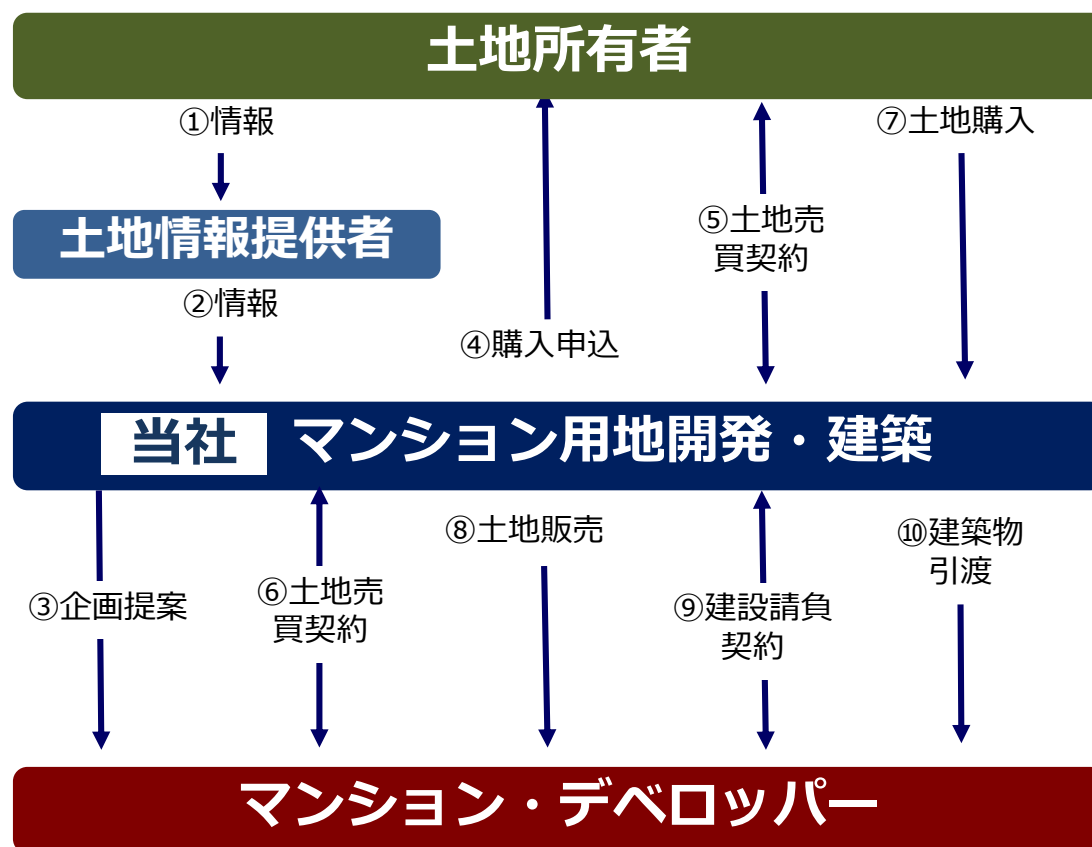 土地所有者
①情報
⑦土地購入
土地情報提供者
⑤土地売
買契約
②情報
④購入申込
当社 マンション用地開発・建築
⑧土地販売
⑩建築物
引渡
③企画提案
⑥土地売
買契約
⑨建設請負
契約
マンション・デベロッパー